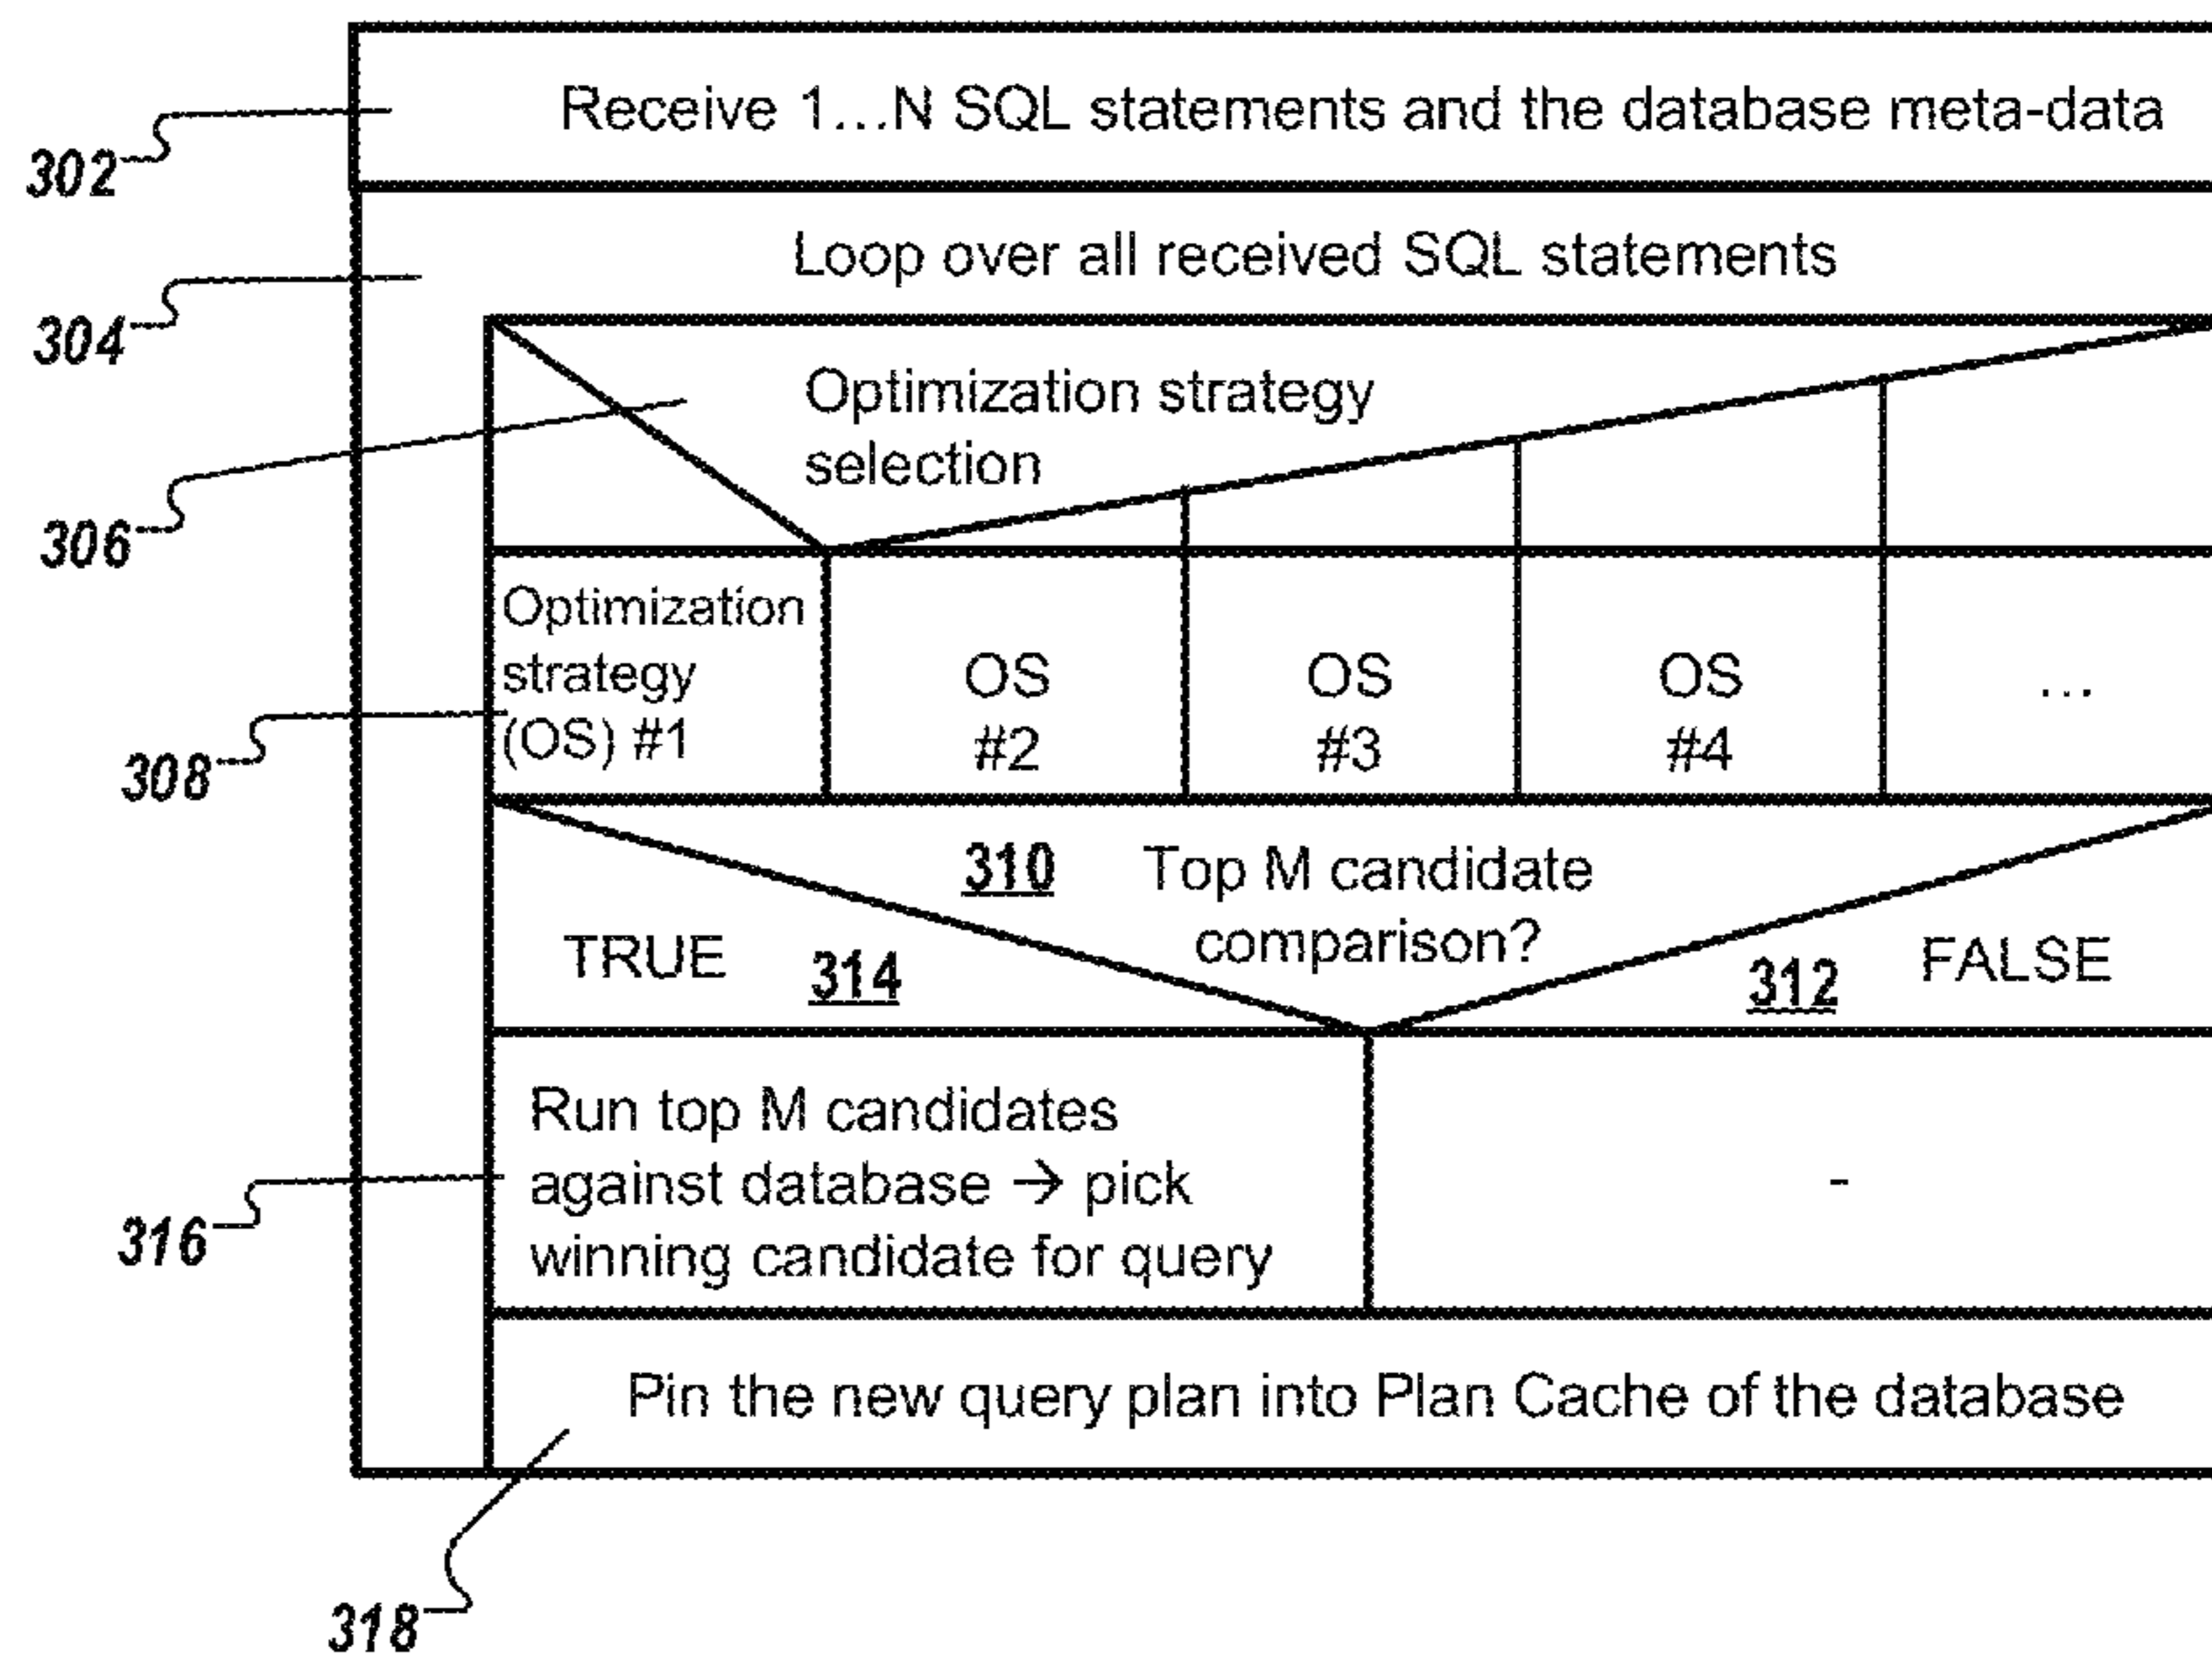 Receive 1...N SQL statements and the database meta-data
302
Loop over all received SQL statements
304
Optimization strategy
selection
306
Optimization
strategy
(OS) #1
OS
#2
OS
#3
OS
#4
...
308
310 Top M candidate
comparison?
TRUE 314
312 FALSE
Run top M candidates
against database → pick
winning candidate for query
-
316
Pin the new query plan into Plan Cache of the database
318